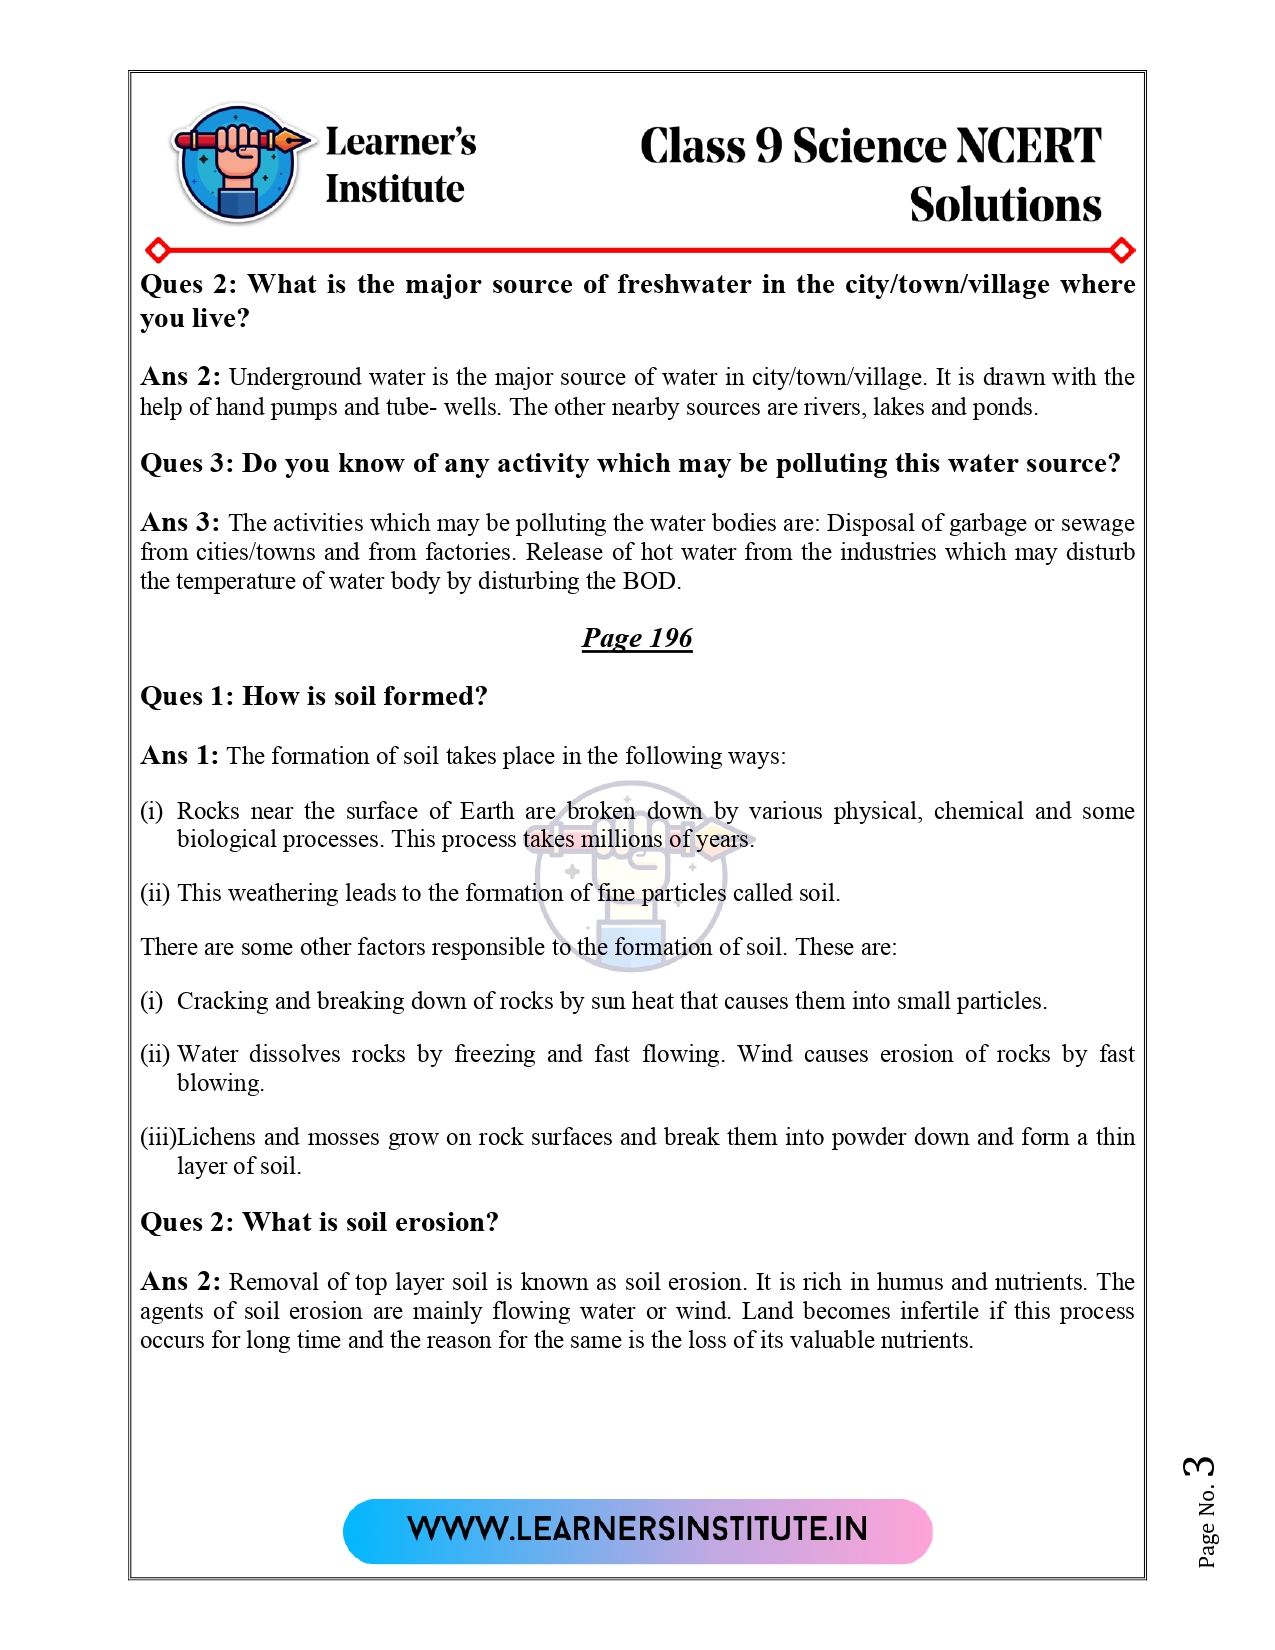 Learner's
Institute
Class 9 Science NCERT
Solutions
Ques 2: What is the major source of freshwater in the city/town/village where
you live?
Ans 2: Underground water is the major source of water in city/town/village. It is drawn with the
help of hand pumps and tube- wells. The other nearby sources are rivers, lakes and ponds.
Ques 3: Do you know of any activity which may be polluting this water source?
Ans 3: The activities which may be polluting the water bodies are: Disposal of garbage or sewage
from cities/towns and from factories. Release of hot water from the industries which may disturb
the temperature of water body by disturbing the BOD.
Page 196
Ques 1: How is soil formed?
Ans 1: The formation of soil takes place in the following ways:
(i) Rocks near the surface of Earth are broken down by various physical, chemical and some
biological processes. This process takes millions of years.
(ii) This weathering leads to the formation of fine particles called soil.
There are some other factors responsible to the formation of soil. These are:
(i) Cracking and breaking down of rocks by sun heat that causes them into small particles.
(ii) Water dissolves rocks by freezing and fast flowing. Wind causes erosion of rocks by fast
blowing.
(iii)Lichens and mosses grow on rock surfaces and break them into powder down and form a thin
layer of soil.
Ques 2: What is soil erosion?
Ans 2: Removal of top layer soil is known as soil erosion. It is rich in humus and nutrients. The
agents of soil erosion are mainly flowing water or wind. Land becomes infertile if this process
occurs for long time and the reason for the same is the loss of its valuable nutrients.
WWW.LEARNERSINSTITUTE.IN
Page No. 3